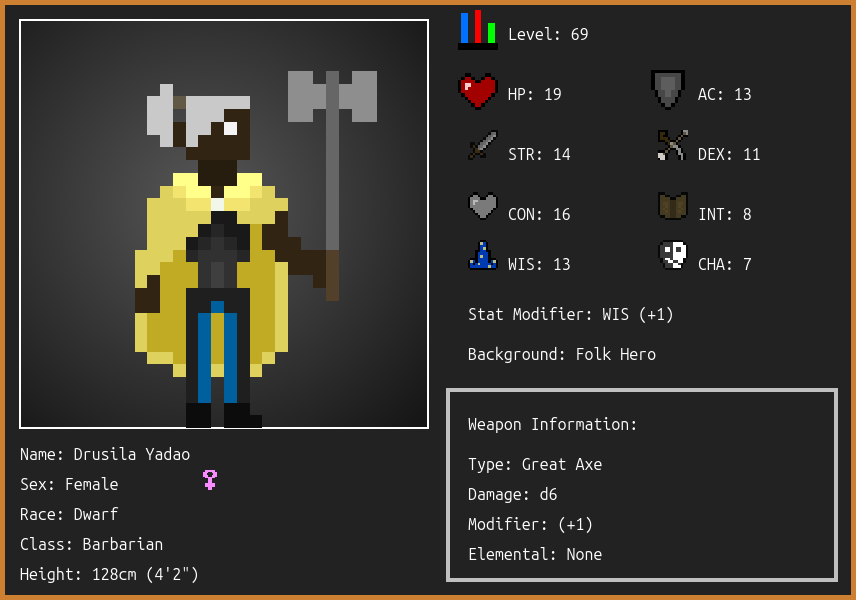 Level: 69
HP: 19
AC: 13
STR: 14
DEX: 11
CON: 16
INT: 8
WIS: 13
CHA: 7
Stat Modifier: WIS (+1)
Background: Folk Hero
Weapon Information:
Type: Great Axe
Damage: d6
Modifier: (+1)
Elemental: None
Name: Drusila Yadao
Sex: Female
Race: Dwarf
Class: Barbarian
Height: 128cm (4'2")